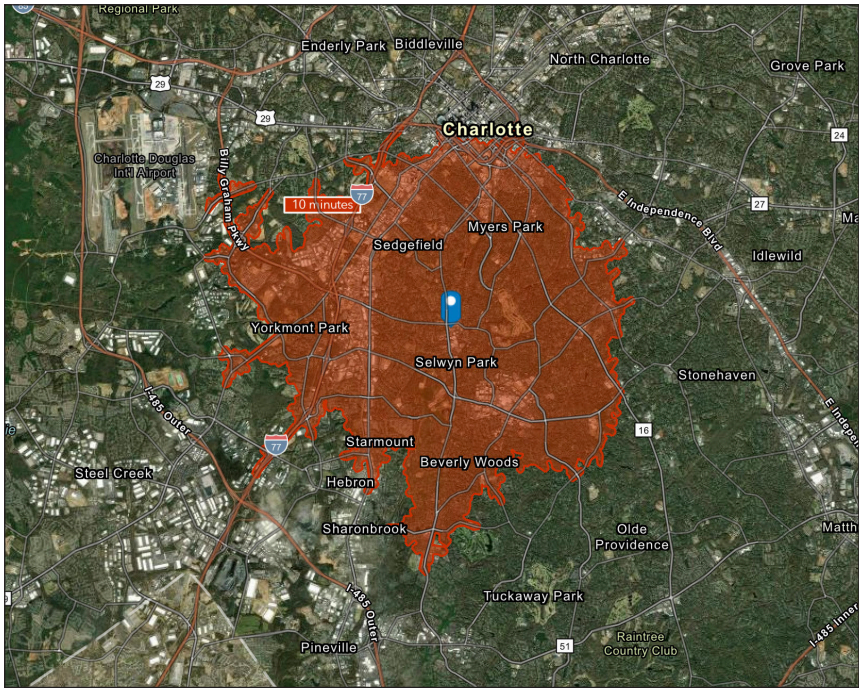 85
Regional Park
Enderly Park
Biddleville
North Charlotte
Grove Park
29
29
Charlotte
24
Charlotte Douglas
Int'l Airport
Billy Graham Pkwy
77
10 minutes
27
E Independence Blvd
Myers Park
Sedgefield
Idlewild
Yorkmont Park
Selwyn Park
Stonehaven
I-485 Outer
16
77
Starmount
Beverly Woods
Steel Creek
Hebron
Sharonbrook
Olde
Providence
Matth
I-485 Outer
Tuckaway Park
I-485 Inner
Pineville
51
Raintree
Country Club